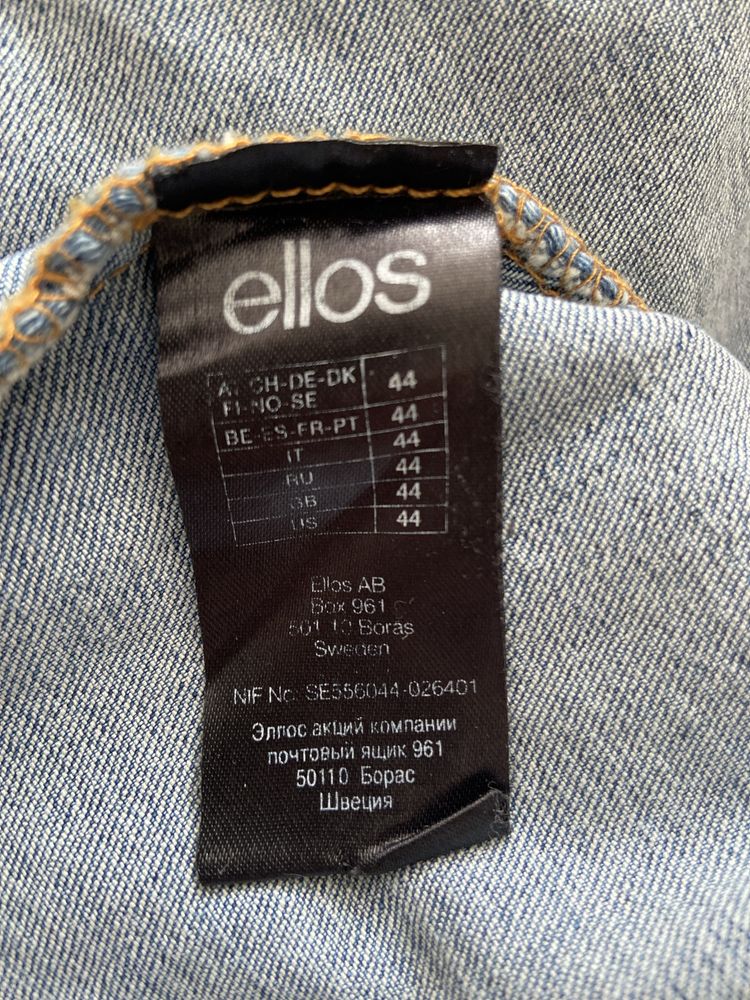 ellos
CH-DE-DK 44
FI-NO-SE
BE-ES-FR-PT 44
IT 44
RU 44
GB 44
US 44
Ellos AB
Box 961
501 10 Borås
Sweden
NIF No. SE556044-026401
Эллос акций компании
почтовый ящик 961
50110 Борас
Швеция